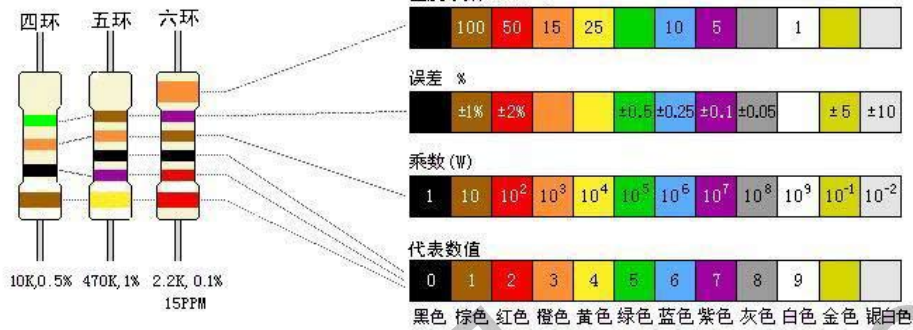 四环 五环 六环
100 50 15 25 10 5 1
误差 %
±1% ±2% ±0.5 ±0.25 ±0.1 ±0.05 ±5 ±10
乘数(W)
1 10 10² 10³ 10⁴ 10⁵ 10⁶ 10⁷ 10⁸ 10⁹ 10⁻¹ 10⁻²
代表数值
0 1 2 3 4 5 6 7 8 9
10K,0.5% 470K,1% 2.2K, 0.1%
15PPM
黑色 棕色 红色 橙色 黄色 绿色 蓝色 紫色 灰色 白色 金色 银白色